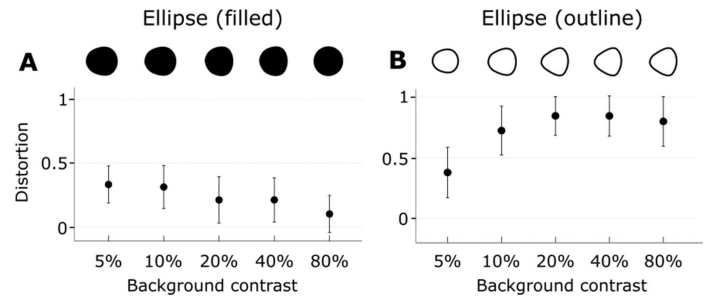 Ellipse (filled)
A
Distortion
1
0.5
0
5% 10% 20% 40% 80%
Background contrast
Ellipse (outline)
B
1
0.5
0
5% 10% 20% 40% 80%
Background contrast